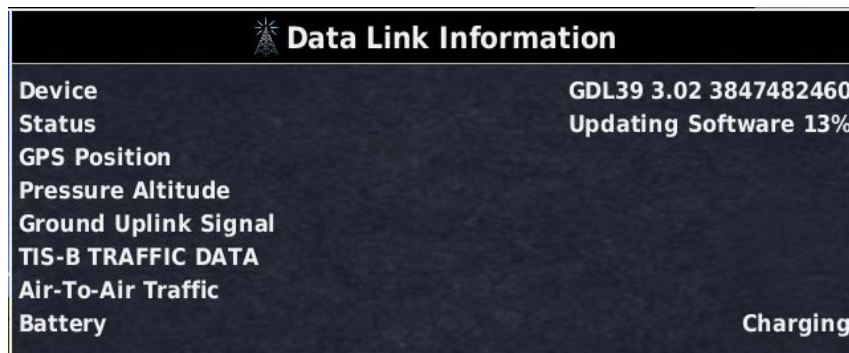 Data Link Information
Device GDL39 3.02 3847482460
Status Updating Software 13%
GPS Position
Pressure Altitude
Ground Uplink Signal
TIS-B TRAFFIC DATA
Air-To-Air Traffic
Battery Charging